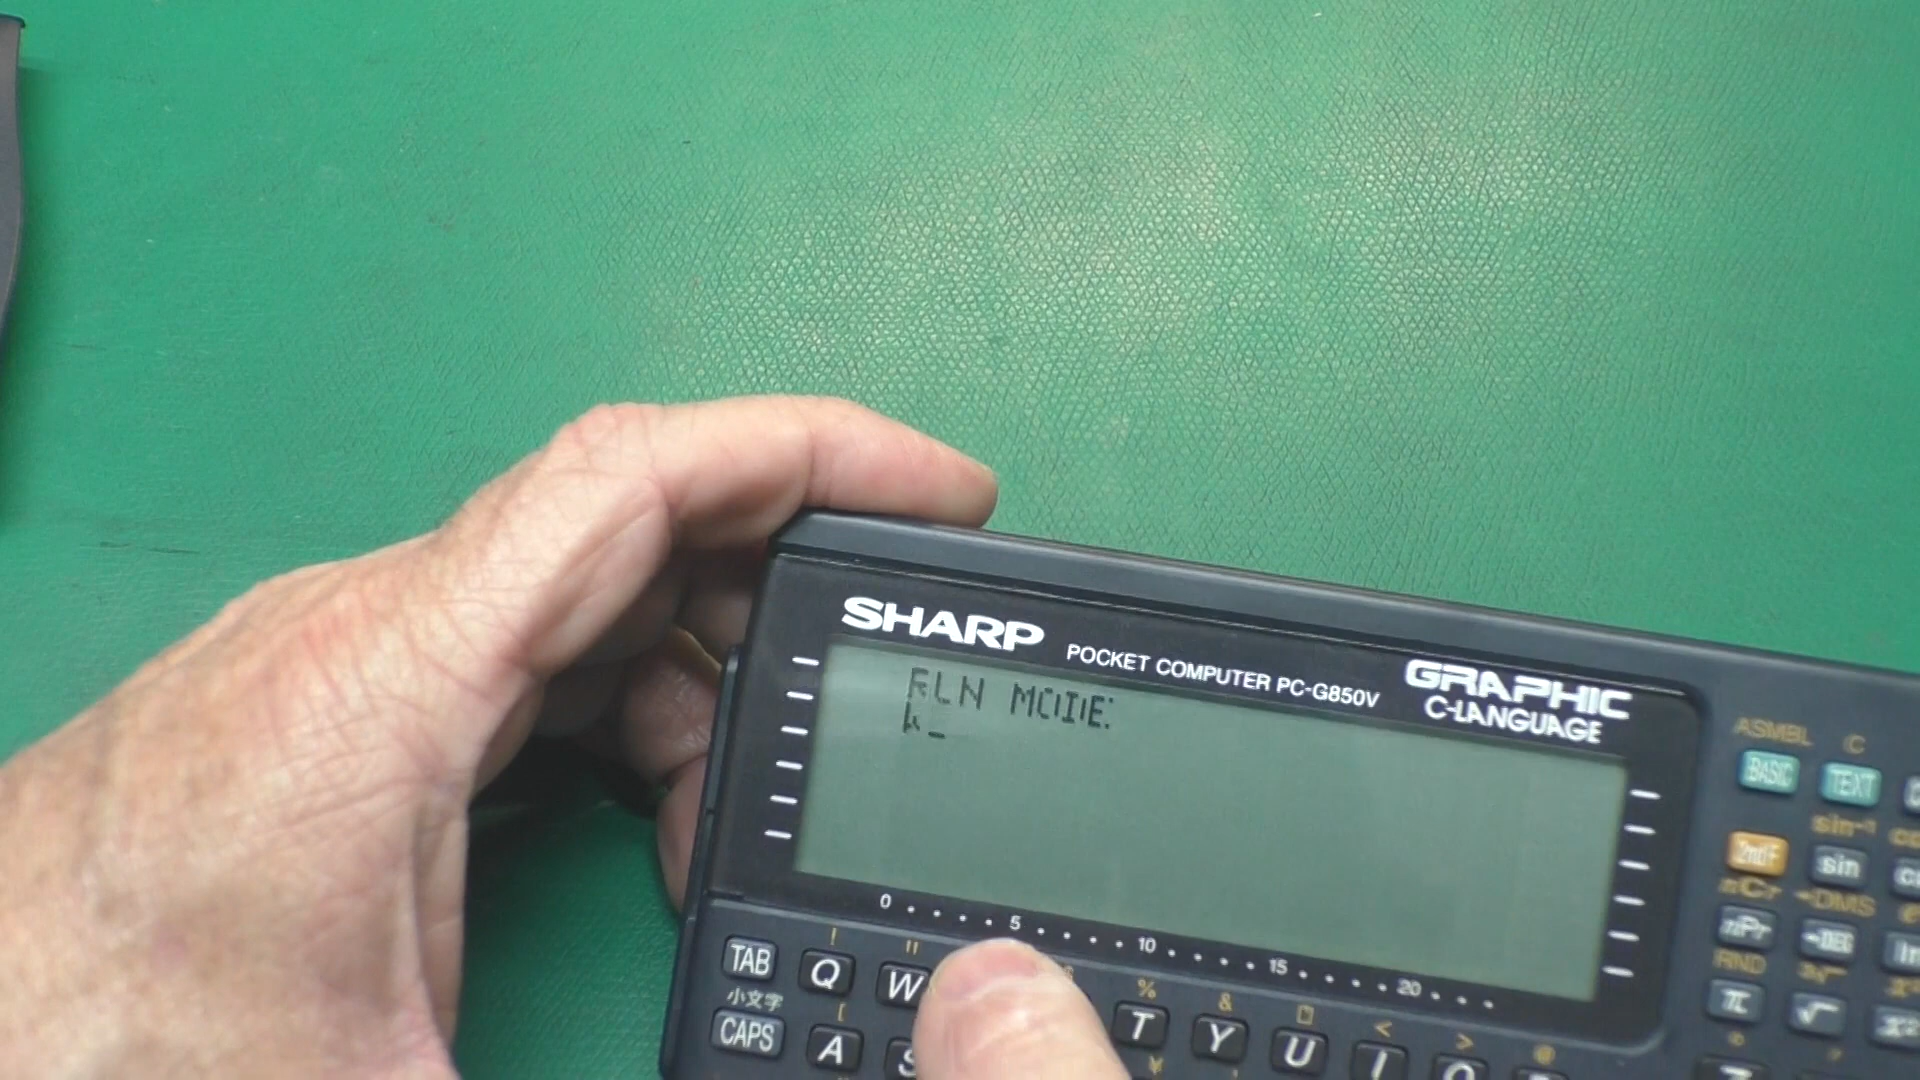 SHARP
POCKET COMPUTER PC-G850V
GRAPHIC
C-LANGUAGE
RUN MODE
ASMBL C
BASIC TEXT
sin⁻¹
2ndF sin
nCr →DMS
nPr →DEG
RND
π √
0 5 10 15 20
! "
TAB Q W
% & < > @
小文字
CAPS A S T Y U I O
[ ¥